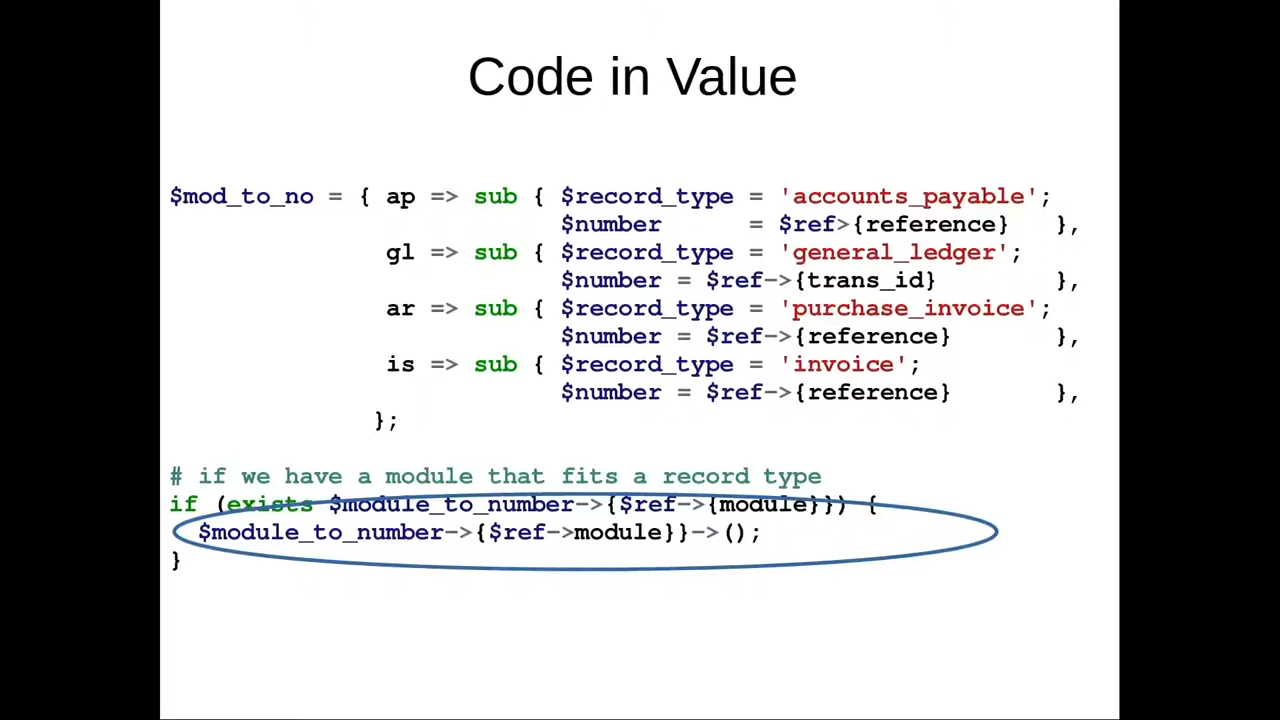 Code in Value
$mod_to_no = { ap => sub { $record_type = 'accounts_payable';
$number = $ref>{reference} },
gl => sub { $record_type = 'general_ledger';
$number = $ref->{trans_id} },
ar => sub { $record_type = 'purchase_invoice';
$number = $ref->{reference} },
is => sub { $record_type = 'invoice';
$number = $ref->{reference} },
};
# if we have a module that fits a record type
if (exists $module_to_number->{$ref->{module}}) {
$module_to_number->{$ref->module}}->();
}